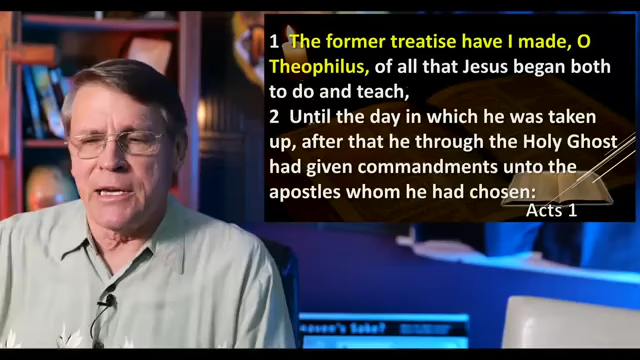 1 The former treatise have I made, O
Theophilus, of all that Jesus began both
to do and teach,
2 Until the day in which he was taken
up, after that he through the Holy Ghost
had given commandments unto the
apostles whom he had chosen:
Acts 1
eaven's Sake?